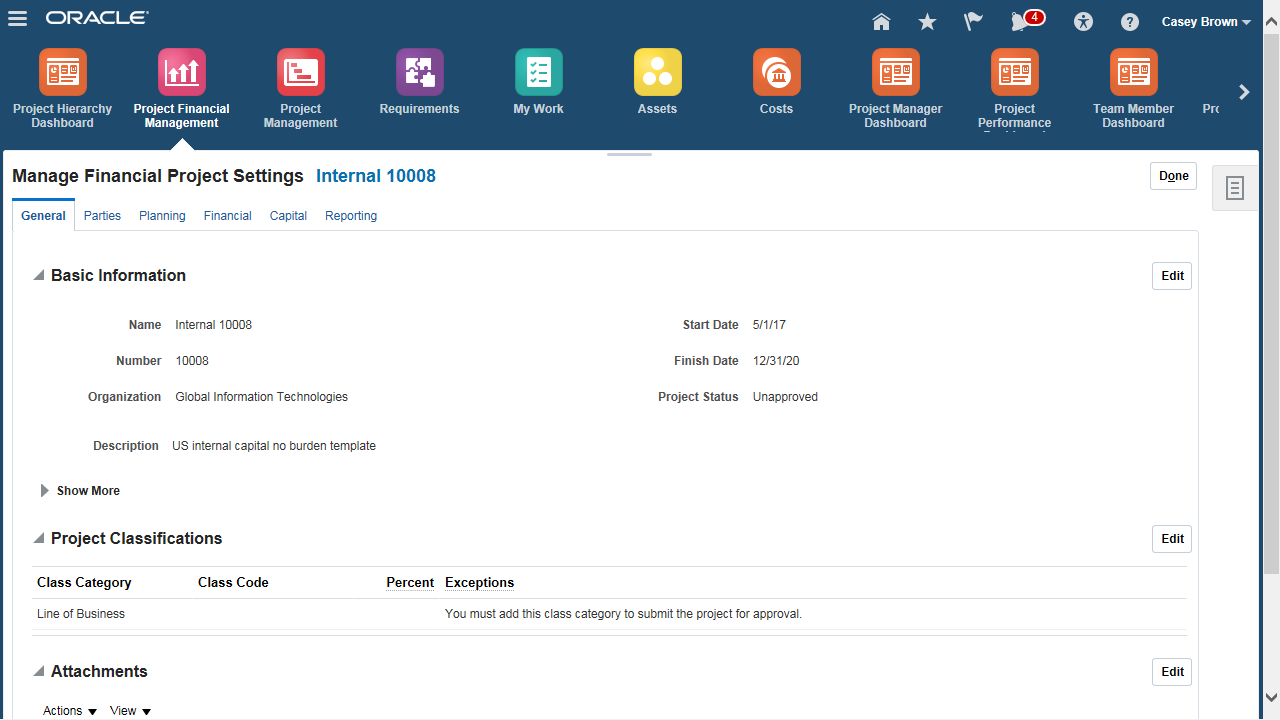 ORACLE
4
Casey Brown
Project Hierarchy Dashboard
Project Financial Management
Project Management
Requirements
My Work
Assets
Costs
Project Manager Dashboard
Project Performance
Team Member Dashboard
Manage Financial Project Settings Internal 10008
Done
General Parties Planning Financial Capital Reporting
Basic Information
Edit
Name Internal 10008
Start Date 5/1/17
Number 10008
Finish Date 12/31/20
Organization Global Information Technologies
Project Status Unapproved
Description US internal capital no burden template
Show More
Project Classifications
Edit
Class Category Class Code Percent Exceptions
Line of Business You must add this class category to submit the project for approval.
Attachments
Edit
Actions View